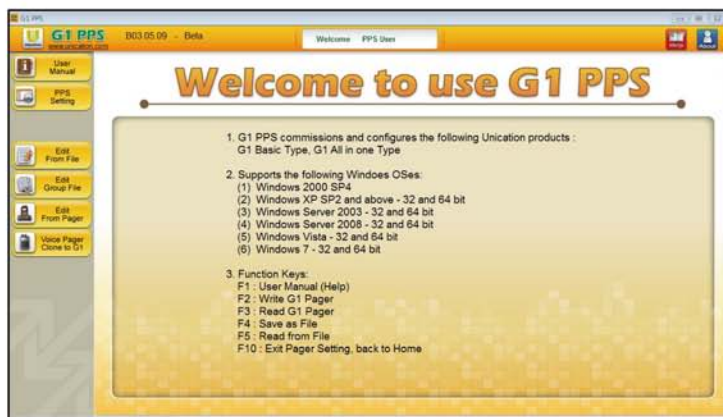 G1 PPS
G1 PPS
B03.05.09 - Beta
Welcome PPS User
www.unication.com
Help
About
User
Manual
PPS
Setting
Edit
From File
Edit
Group File
Edit
From Pager
Voice Pager
Clone to G1
Welcome to use G1 PPS
1. G1 PPS commissions and configures the following Unication products :
G1 Basic Type, G1 All in one Type
2. Supports the following Windoes OSes:
(1) Windows 2000 SP4
(2) Windows XP SP2 and above - 32 and 64 bit
(3) Windows Server 2003 - 32 and 64 bit
(4) Windows Server 2008 - 32 and 64 bit
(5) Windows Vista - 32 and 64 bit
(6) Windows 7 - 32 and 64 bit
3. Function Keys:
F1 : User Manual (Help)
F2 : Write G1 Pager
F3 : Read G1 Pager
F4 : Save as File
F5 : Read from File
F10 : Exit Pager Setting, back to Home